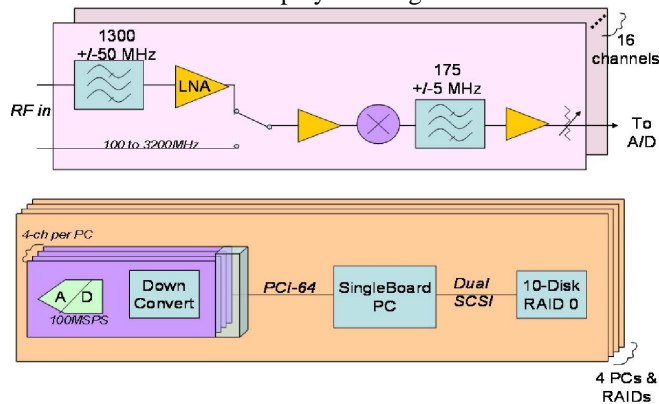 1300
+/-50 MHz
LNA
RF in
100 to 3200MHz
175
+/-5 MHz
16
channels
To
A/D
4-ch per PC
A D
100MSPS
Down
Convert
PCI-64
SingleBoard
PC
Dual
SCSI
10-Disk
RAID 0
4 PCs &
RAIDs